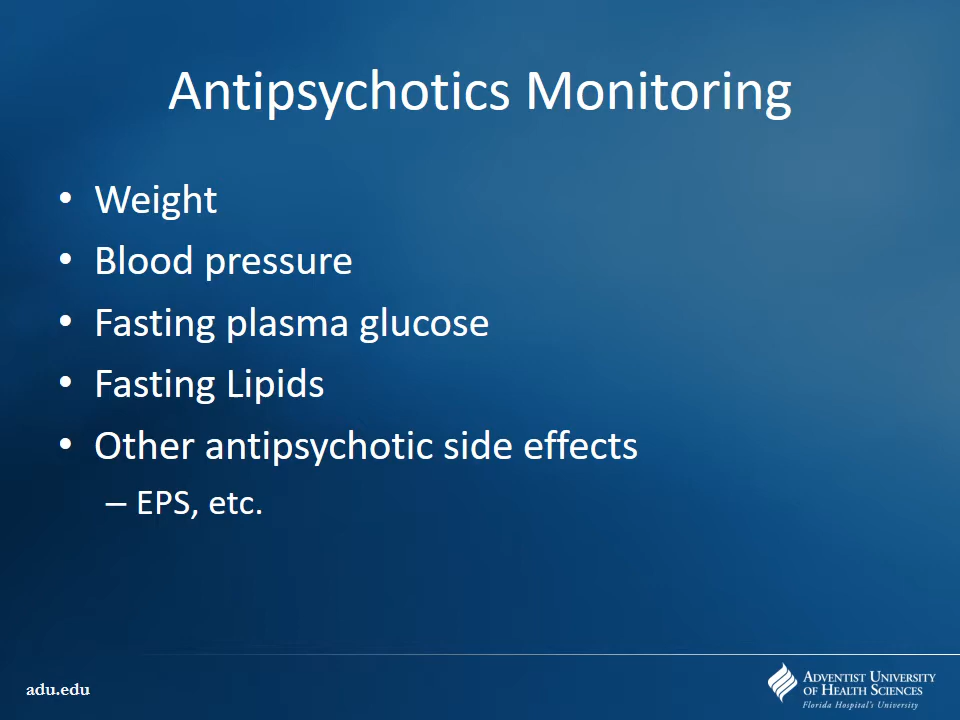 Antipsychotics Monitoring
• Weight
• Blood pressure
• Fasting plasma glucose
• Fasting Lipids
• Other antipsychotic side effects
– EPS, etc.
adu.edu
ADVENTIST UNIVERSITY
OF HEALTH SCIENCES
Florida Hospital's University